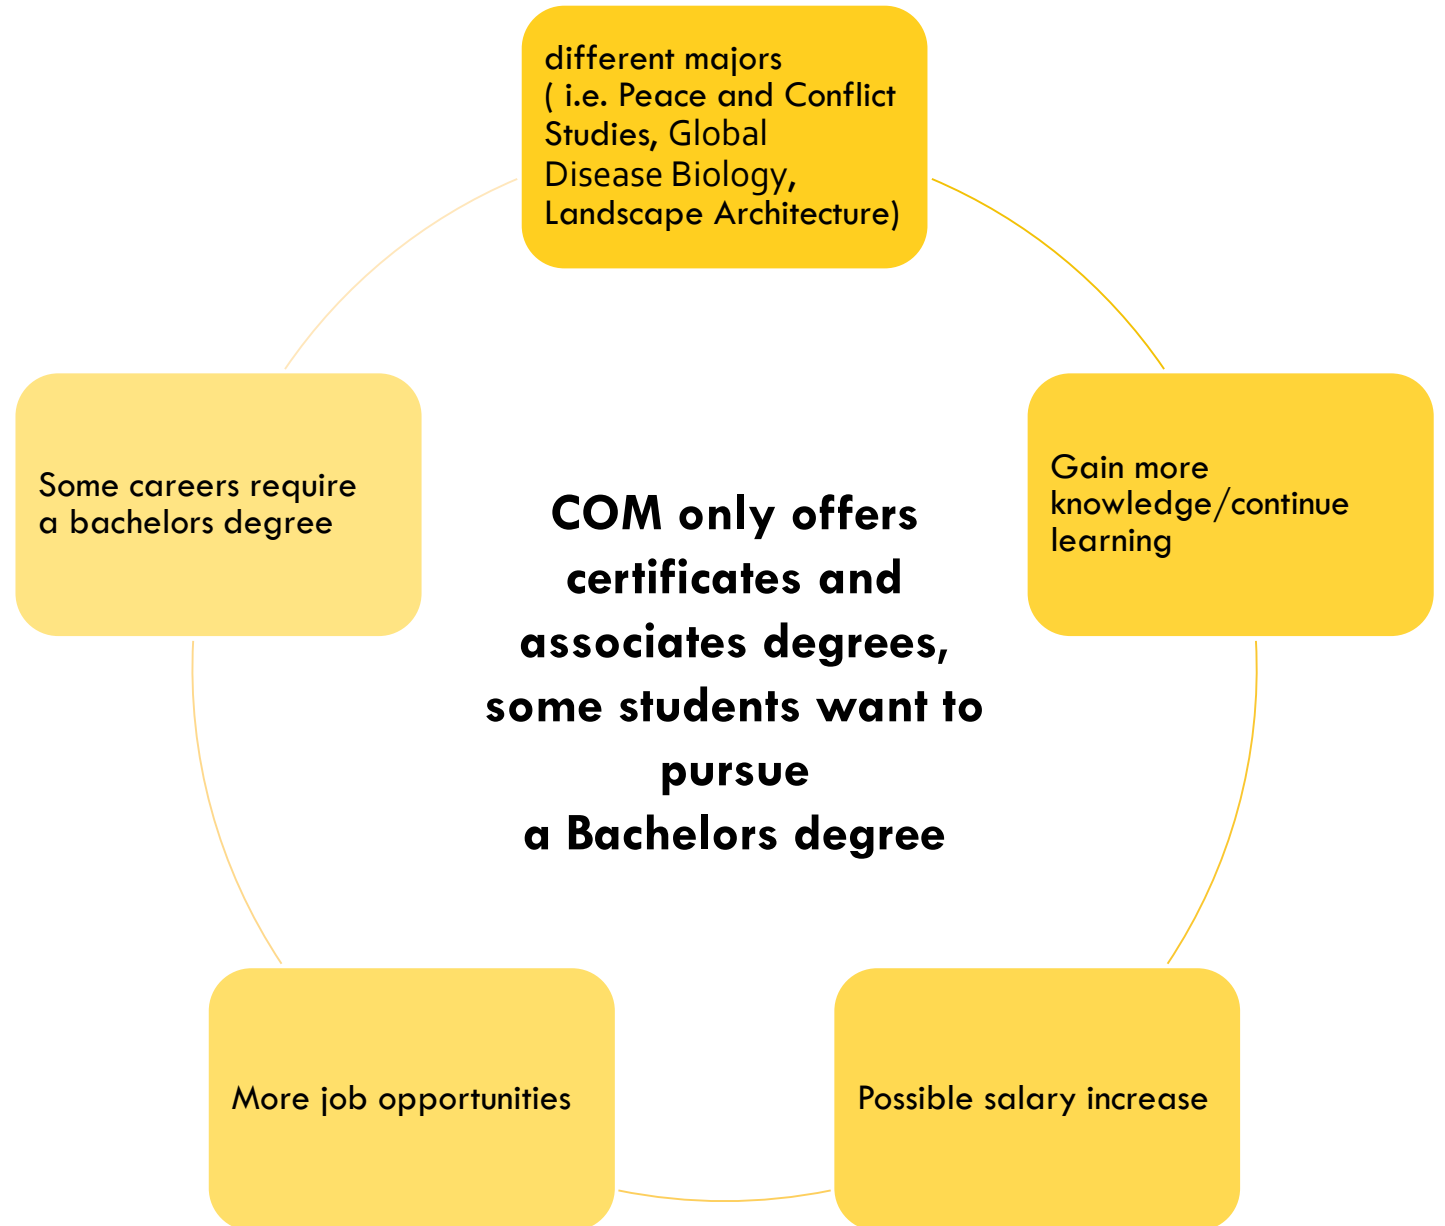 different majors
( i.e. Peace and Conflict
Studies, Global
Disease Biology,
Landscape Architecture)
Gain more
knowledge/continue
learning
Possible salary increase
More job opportunities
Some careers require
a bachelors degree
COM only offers
certificates and
associates degrees,
some students want to
pursue
a Bachelors degree